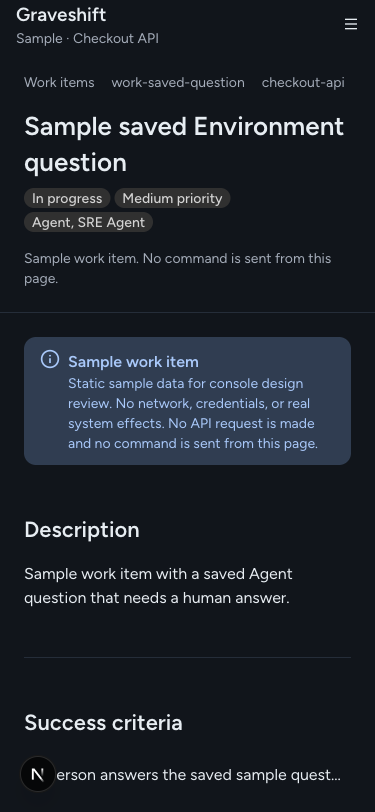 Graveshift
Sample · Checkout API
Work items work-saved-question checkout-api
Sample saved Environment
question
In progress Medium priority
Agent, SRE Agent
Sample work item. No command is sent from this
page.
Sample work item
Static sample data for console design
review. No network, credentials, or real
system effects. No API request is made
and no command is sent from this page.
Description
Sample work item with a saved Agent
question that needs a human answer.
Success criteria
N
answers the saved sample quest...